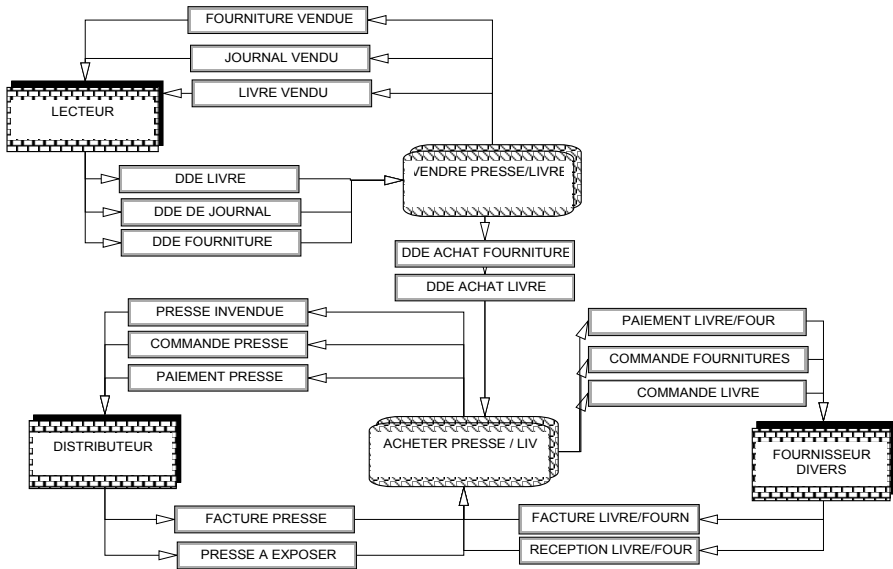 FOURNITURE VENDUE
JOURNAL VENDU
LIVRE VENDU
LECTEUR
DDE LIVRE
DDE DE JOURNAL
DDE FOURNITURE
VENDRE PRESSE/LIVRE
DDE ACHAT FOURNITURE
DDE ACHAT LIVRE
PRESSE INVENDUE
COMMANDE PRESSE
PAIEMENT PRESSE
PAIEMENT LIVRE/FOUR
COMMANDE FOURNITURES
COMMANDE LIVRE
DISTRIBUTEUR
ACHETER PRESSE / LIV
FOURNISSEUR
DIVERS
FACTURE PRESSE
FACTURE LIVRE/FOURN
PRESSE A EXPOSER
RECEPTION LIVRE/FOUR